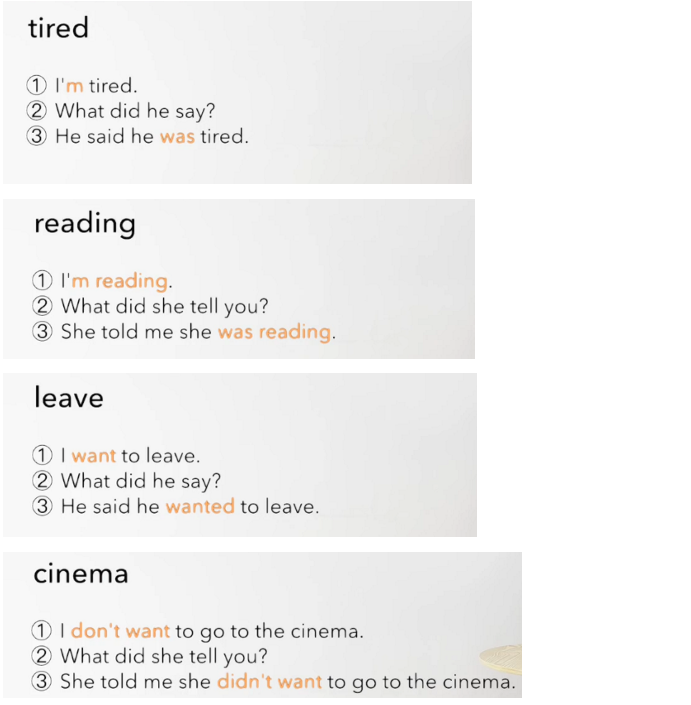 tired
① I'm tired.
② What did he say?
③ He said he was tired.
reading
① I'm reading.
② What did she tell you?
③ She told me she was reading.
leave
① I want to leave.
② What did he say?
③ He said he wanted to leave.
cinema
① I don't want to go to the cinema.
② What did she tell you?
③ She told me she didn't want to go to the cinema.